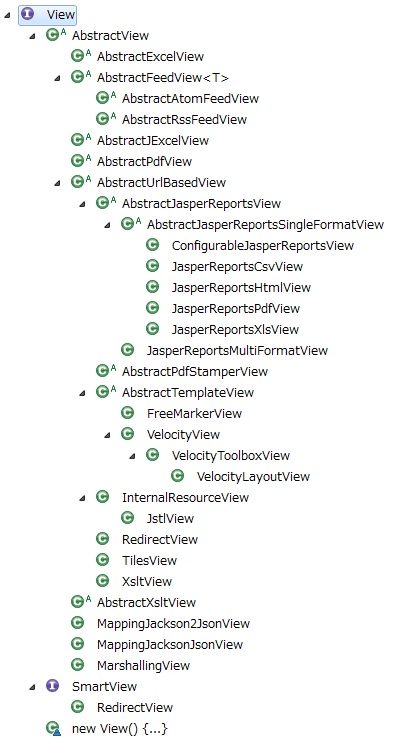 View
AbstractView
AbstractExcelView
AbstractFeedView<T>
AbstractAtomFeedView
AbstractRssFeedView
AbstractJExcelView
AbstractPdfView
AbstractUrlBasedView
AbstractJasperReportsView
AbstractJasperReportsSingleFormatView
ConfigurableJasperReportsView
JasperReportsCsvView
JasperReportsHtmlView
JasperReportsPdfView
JasperReportsXlsView
JasperReportsMultiFormatView
AbstractPdfStamperView
AbstractTemplateView
FreeMarkerView
VelocityView
VelocityToolboxView
VelocityLayoutView
InternalResourceView
JstlView
RedirectView
TilesView
XsltView
AbstractXsltView
MappingJackson2JsonView
MappingJacksonJsonView
MarshallingView
SmartView
RedirectView
new View() {...}